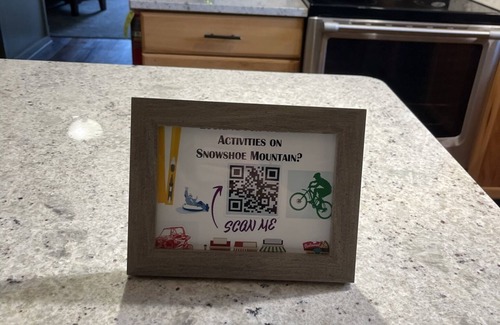 ACTIVITIES ON
SNOWSHOE MOUNTAIN?
SCAN ME